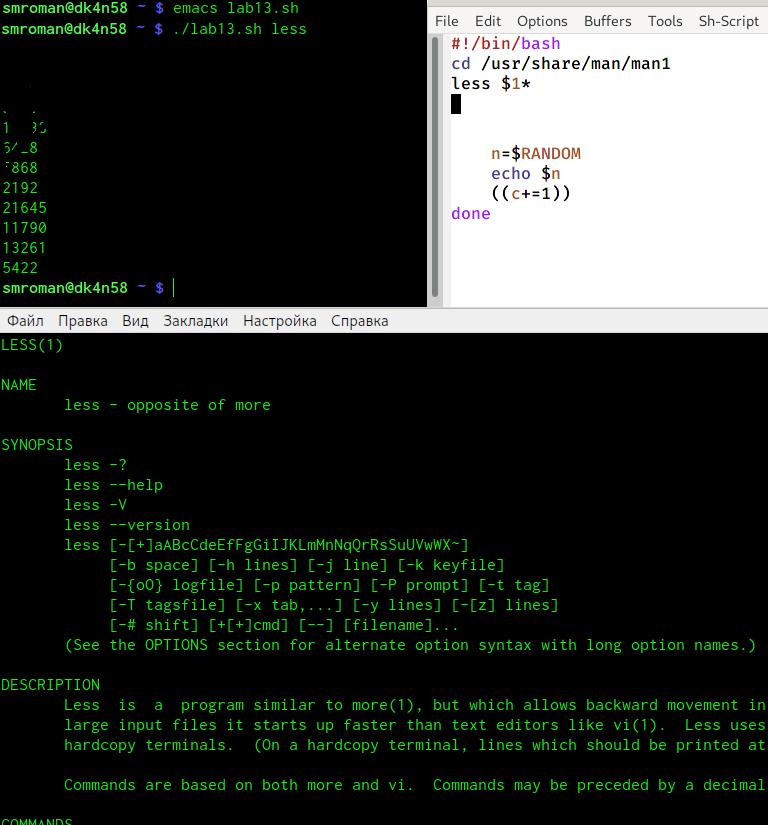 smroman@dk4n58 ~ $ emacs lab13.sh
smroman@dk4n58 ~ $ ./lab13.sh less
2192
21645
11790
13261
5422
smroman@dk4n58 ~ $
File Edit Options Buffers Tools Sh-Script
#!/bin/bash
cd /usr/share/man/man1
less $1*
n=$RANDOM
echo $n
((c+=1))
done
Файл Правка Вид Закладки Настройка Справка
LESS(1)
NAME
less - opposite of more
SYNOPSIS
less -?
less --help
less -V
less --version
less [-[+]aABcCdeEfFgGiIJKLmMnNqQrRsSuUVwWX~]
[-b space] [-h lines] [-j line] [-k keyfile]
[-{oO} logfile] [-p pattern] [-P prompt] [-t tag]
[-T tagsfile] [-x tab,...] [-y lines] [-[z] lines]
[-# shift] [+[+]cmd] [--] [filename]...
(See the OPTIONS section for alternate option syntax with long option names.)
DESCRIPTION
Less is a program similar to more(1), but which allows backward movement in
large input files it starts up faster than text editors like vi(1). Less uses
hardcopy terminals. (On a hardcopy terminal, lines which should be printed at
Commands are based on both more and vi. Commands may be preceded by a decimal
COMMANDS